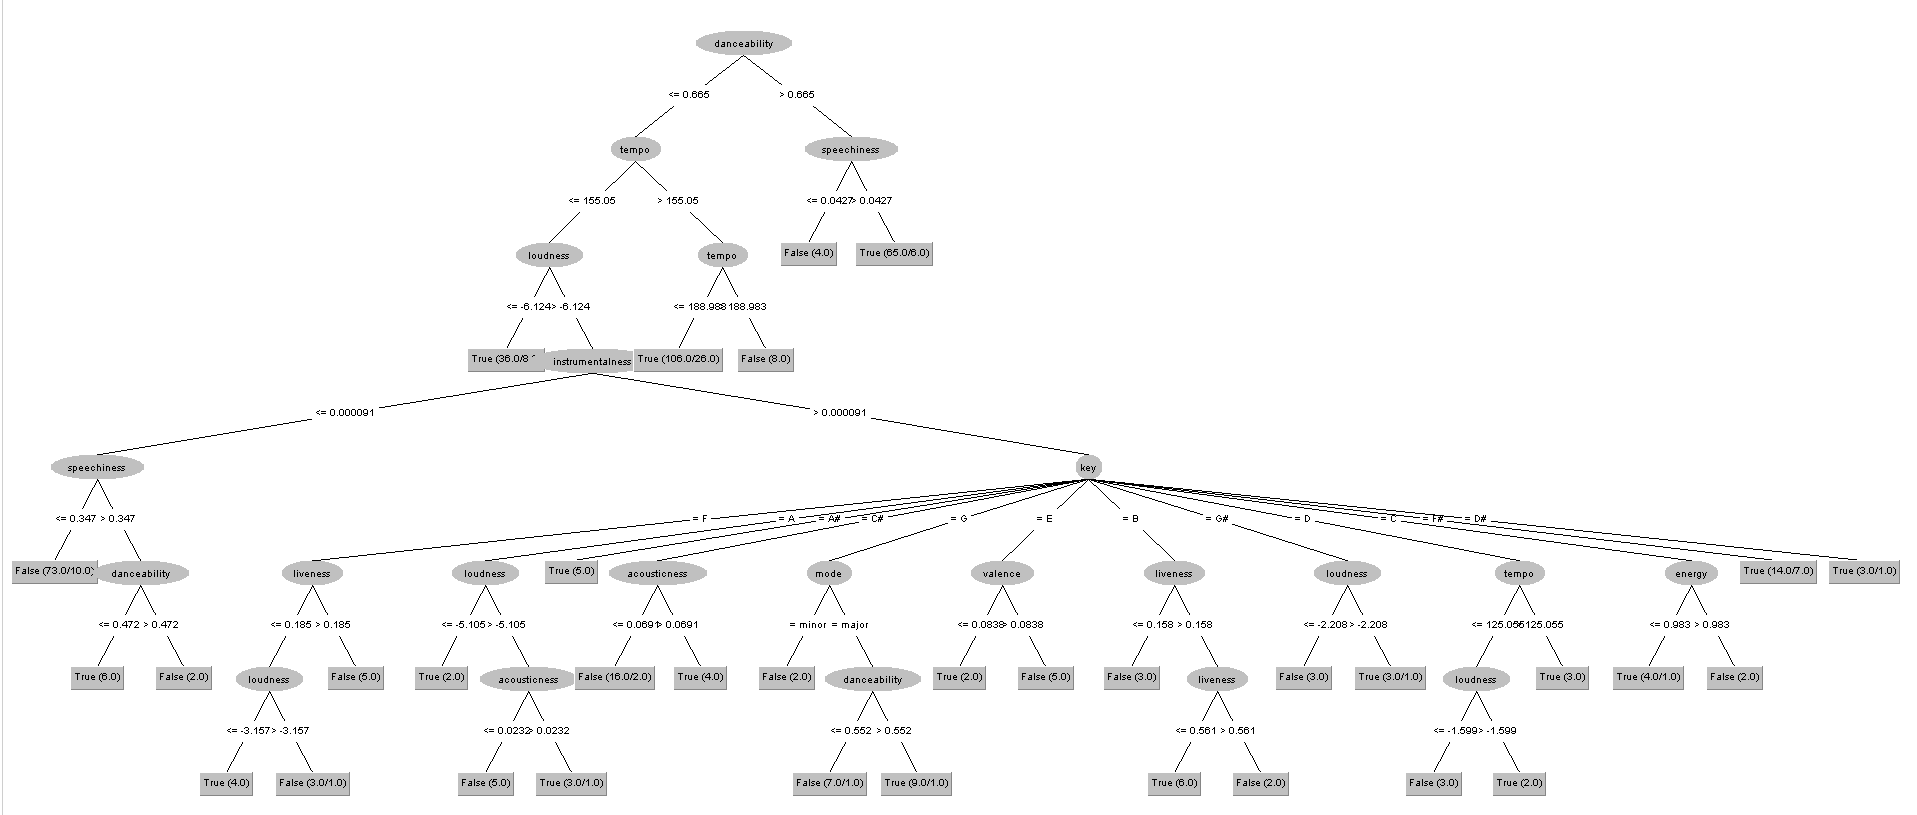 danceability
<= 0.665 > 0.665
tempo speechiness
<= 155.05 > 155.05 <= 0.0427 > 0.0427
loudness tempo False (4.0) True (65.0/6.0)
<= -6.124 > -6.124 <= 188.983 188.983
True (36.0/8 instrumentalness True (106.0/26.0) False (8.0)
<= 0.000091 > 0.000091
speechiness key
<= 0.347 > 0.347 = F = A = A# = C# = G = E = B = G# = D = C = F# = D#
False (73.0/10.0) danceability liveness loudness True (5.0) acousticness mode valence liveness loudness tempo energy True (14.0/7.0) True (3.0/1.0)
<= 0.472 > 0.472 <= 0.185 > 0.185 <= -5.105 > -5.105 <= 0.0691 > 0.0691 = minor = major <= 0.0838 > 0.0838 <= 0.158 > 0.158 <= -2.208 > -2.208 <= 125.055 125.055 <= 0.983 > 0.983
True (6.0) False (2.0) loudness False (5.0) True (2.0) acousticness False (16.0/2.0) True (4.0) False (2.0) danceability True (2.0) False (5.0) False (3.0) liveness False (3.0) True (3.0/1.0) loudness True (3.0) True (4.0/1.0) False (2.0)
<= -3.157 > -3.157 <= 0.0232 > 0.0232 <= 0.552 > 0.552 <= 0.561 > 0.561 <= -1.599 > -1.599
True (4.0) False (3.0/1.0) False (5.0) True (3.0/1.0) False (7.0/1.0) True (9.0/1.0) True (6.0) False (2.0) False (3.0) True (2.0)